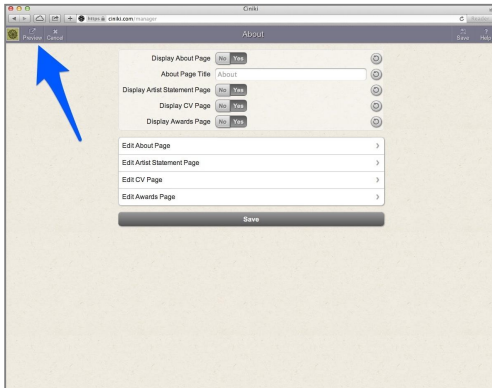 Ciniki
https ciniki.com/manager
Reader
Preview Cancel About Save Help
Display About Page No Yes
About Page Title About
Display Artist Statement Page No Yes
Display CV Page No Yes
Display Awards Page No Yes
Edit About Page
Edit Artist Statement Page
Edit CV Page
Edit Awards Page
Save